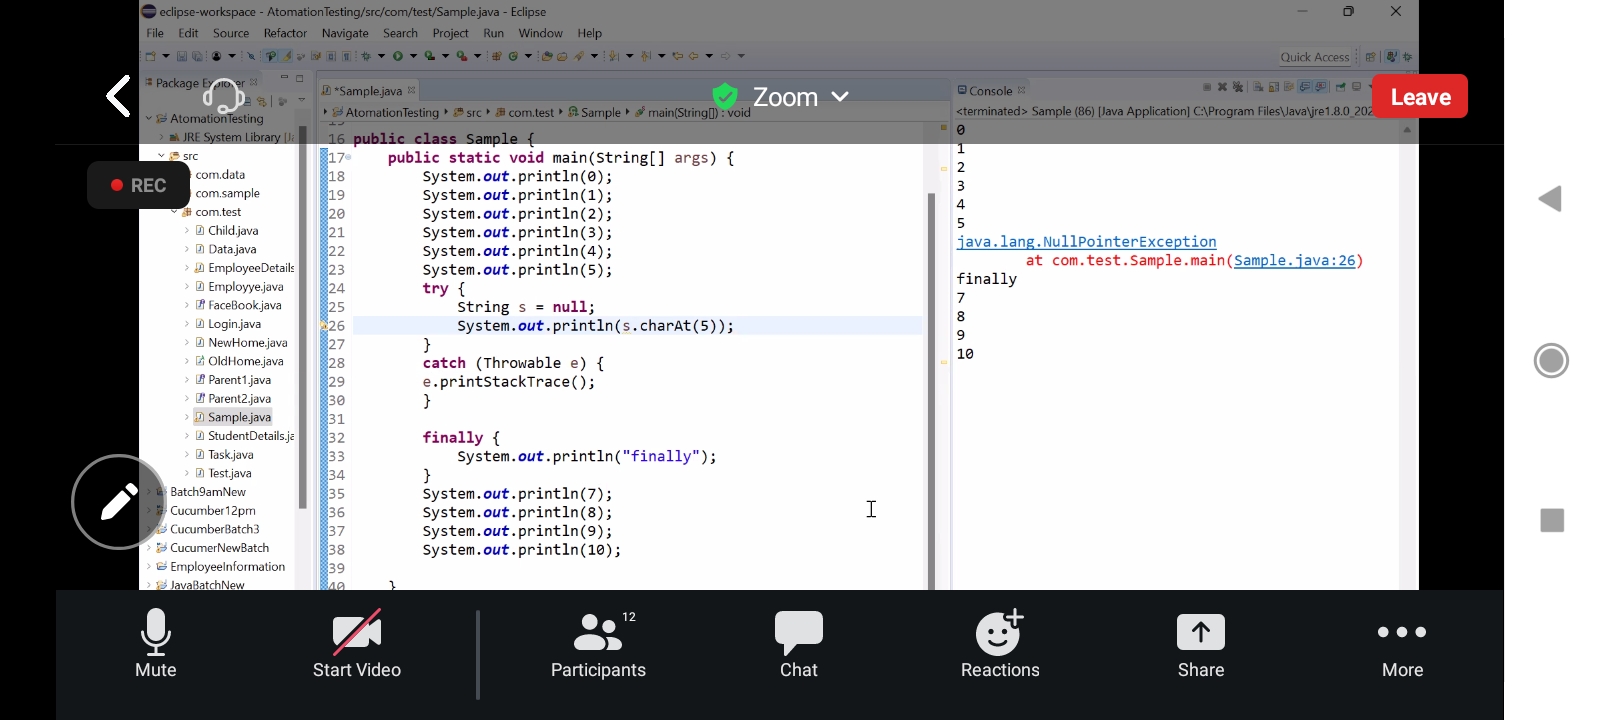 eclipse-workspace - AtomationTesting/src/com/test/Sample.java - Eclipse
File Edit Source Refactor Navigate Search Project Run Window Help
Quick Access
Package Explorer
*Sample.java
Zoom
Console
Leave
AtomationTesting
AtomationTesting src com.test Sample main(String[]) : void
<terminated> Sample (86) [Java Application] C:\Program Files\Java\jre1.8.0_202
JRE System Library [Ja
src
REC
com.data
com.sample
com.test
Child.java
Data.java
EmployeeDetails
Employye.java
FaceBook.java
Login.java
NewHome.java
OldHome.java
Parent1.java
Parent2.java
Sample.java
StudentDetails.ja
Task.java
Test.java
Batch9amNew
Cucumber12pm
CucumberBatch3
CucumerNewBatch
EmployeeInformation
JavaBatchNew
16 public class Sample {
17 public static void main(String[] args) {
18 System.out.println(0);
19 System.out.println(1);
20 System.out.println(2);
21 System.out.println(3);
22 System.out.println(4);
23 System.out.println(5);
24 try {
25 String s = null;
26 System.out.println(s.charAt(5));
27 }
28 catch (Throwable e) {
29 e.printStackTrace();
30 }
31
32 finally {
33 System.out.println("finally");
34 }
35 System.out.println(7);
36 System.out.println(8);
37 System.out.println(9);
38 System.out.println(10);
39
40 }
0
1
2
3
4
5
java.lang.NullPointerException
at com.test.Sample.main(Sample.java:26)
finally
7
8
9
10
12
Mute Start Video Participants Chat Reactions Share More